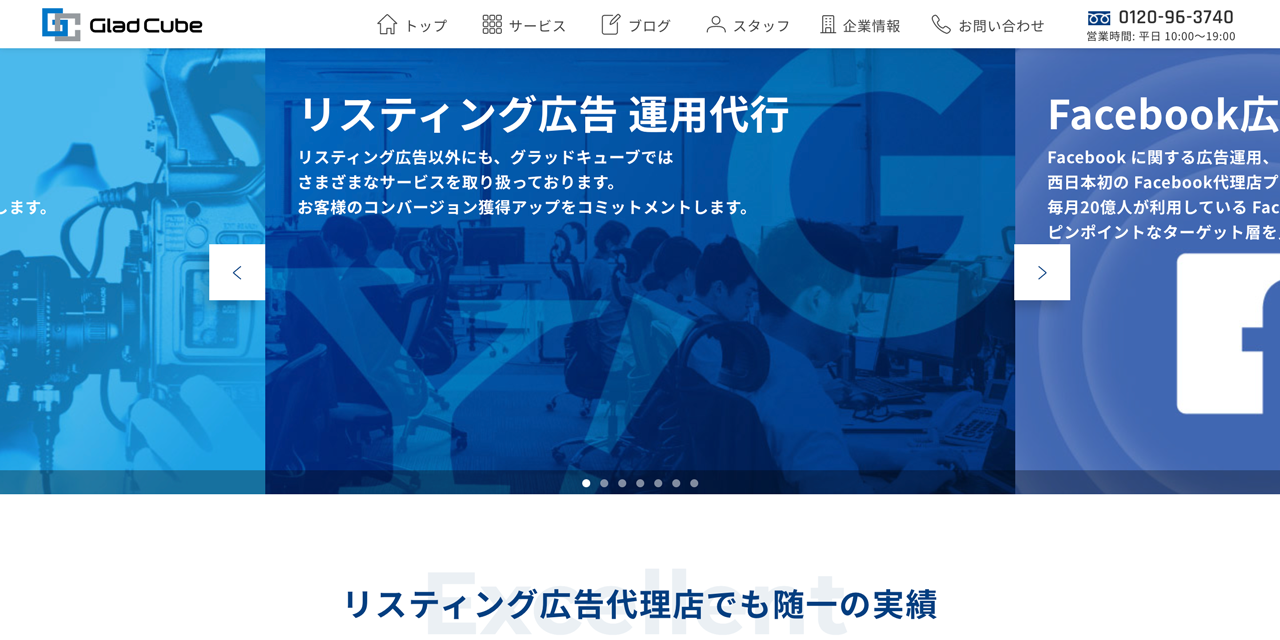 Glad Cube
トップ
サービス
ブログ
スタッフ
企業情報
お問い合わせ
0120-96-3740
営業時間: 平日 10:00〜19:00
します。
リスティング広告 運用代行
リスティング広告以外にも、グラッドキューブでは
さまざまなサービスを取り扱っております。
お客様のコンバージョン獲得アップをコミットメントします。
Facebook広
Facebook に関する広告運用、
西日本初の Facebook代理店プ
毎月20億人が利用している Fac
ピンポイントなターゲット層を
Excellent
リスティング広告代理店でも随一の実績